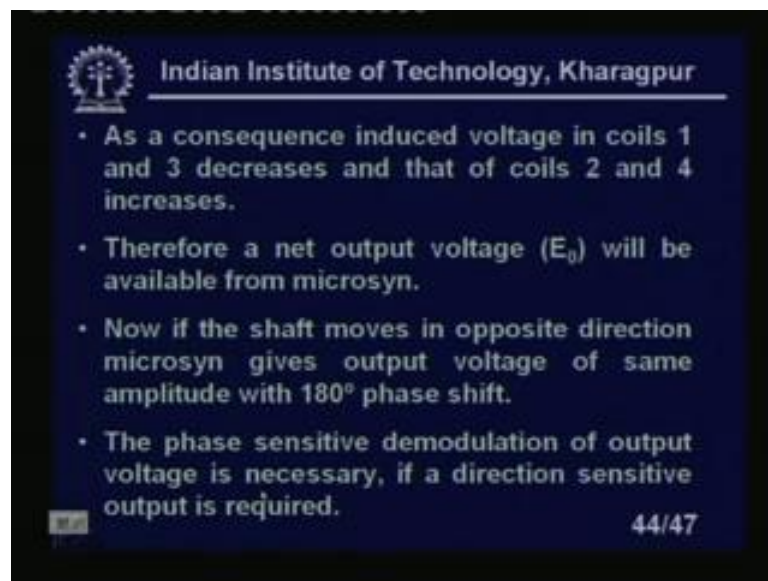 Indian Institute of Technology, Kharagpur
• As a consequence induced voltage in coils 1
and 3 decreases and that of coils 2 and 4
increases.
• Therefore a net output voltage (E₀) will be
available from microsyn.
• Now if the shaft moves in opposite direction
microsyn gives output voltage of same
amplitude with 180° phase shift.
• The phase sensitive demodulation of output
voltage is necessary, if a direction sensitive
output is required.
44/47